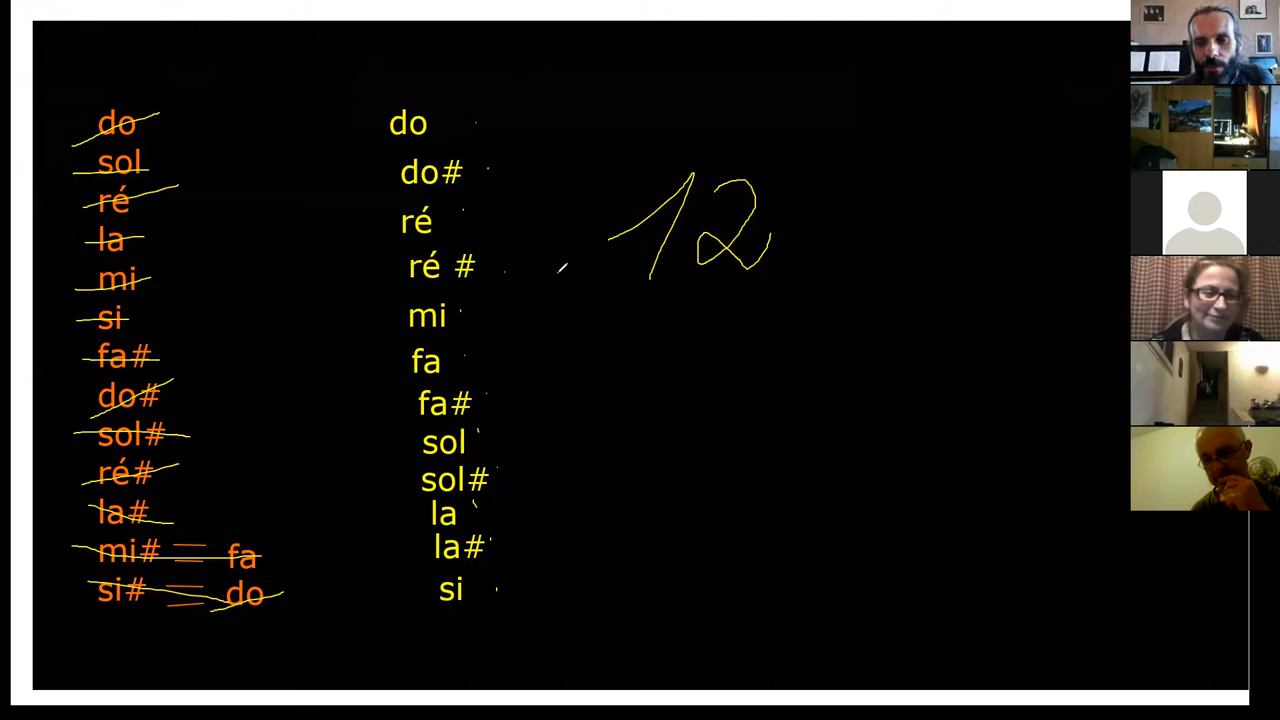 do
sol
ré
la
mi
si
fa#
do#
sol#
ré#
la#
mi# = fa
si# = do
do
do#
ré
ré #
mi
fa
fa#
sol
sol#
la
la#
si
12